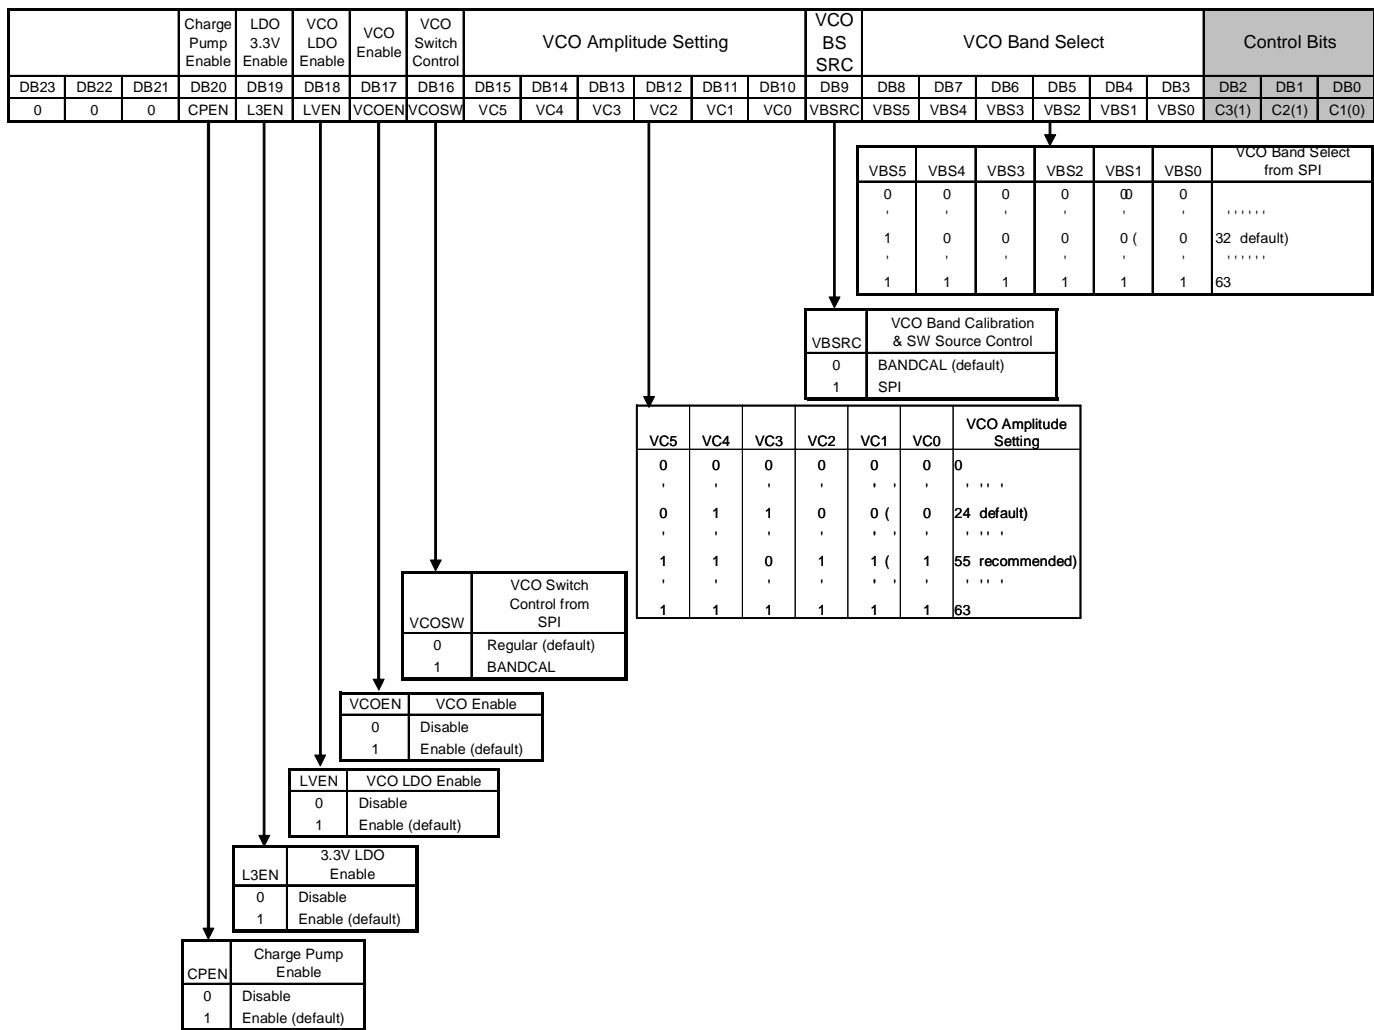 Charge Pump Enable LDO 3.3V Enable VCO LDO Enable VCO Enable VCO Switch Control VCO Amplitude Setting VCO BS SRC VCO Band Select Control Bits
DB23 DB22 DB21 DB20 DB19 DB18 DB17 DB16 DB15 DB14 DB13 DB12 DB11 DB10 DB9 DB8 DB7 DB6 DB5 DB4 DB3 DB2 DB1 DB0
0 0 0 CPEN L3EN LVEN VCOEN VCOSW VC5 VC4 VC3 VC2 VC1 VC0 VBSRC VBS5 VBS4 VBS3 VBS2 VBS1 VBS0 C3(1) C2(1) C1(0)
VBS5 VBS4 VBS3 VBS2 VBS1 VBS0 VCO Band Select from SPI
0 0 0 0 00 0
' ' ' ' ' ' ' ' ' ' ' '
1 0 0 0 0 ( 0 32 default)
' ' ' ' ' ' ' ' ' ' ' '
1 1 1 1 1 1 63
VBSRC VCO Band Calibration & SW Source Control
0 BANDCAL (default)
1 SPI
VC5 VC4 VC3 VC2 VC1 VC0 VCO Amplitude Setting
0 0 0 0 0 0 0
' ' ' ' ' ' ' ' ' ' '
0 1 1 0 0 ( 0 24 default)
' ' ' ' ' ' ' ' ' ' '
1 1 0 1 1 ( 1 55 recommended)
' ' ' ' ' ' ' ' ' ' '
1 1 1 1 1 1 63
VCOSW VCO Switch Control from SPI
0 Regular (default)
1 BANDCAL
VCOEN VCO Enable
0 Disable
1 Enable (default)
LVEN VCO LDO Enable
0 Disable
1 Enable (default)
L3EN 3.3V LDO Enable
0 Disable
1 Enable (default)
CPEN Charge Pump Enable
0 Disable
1 Enable (default)